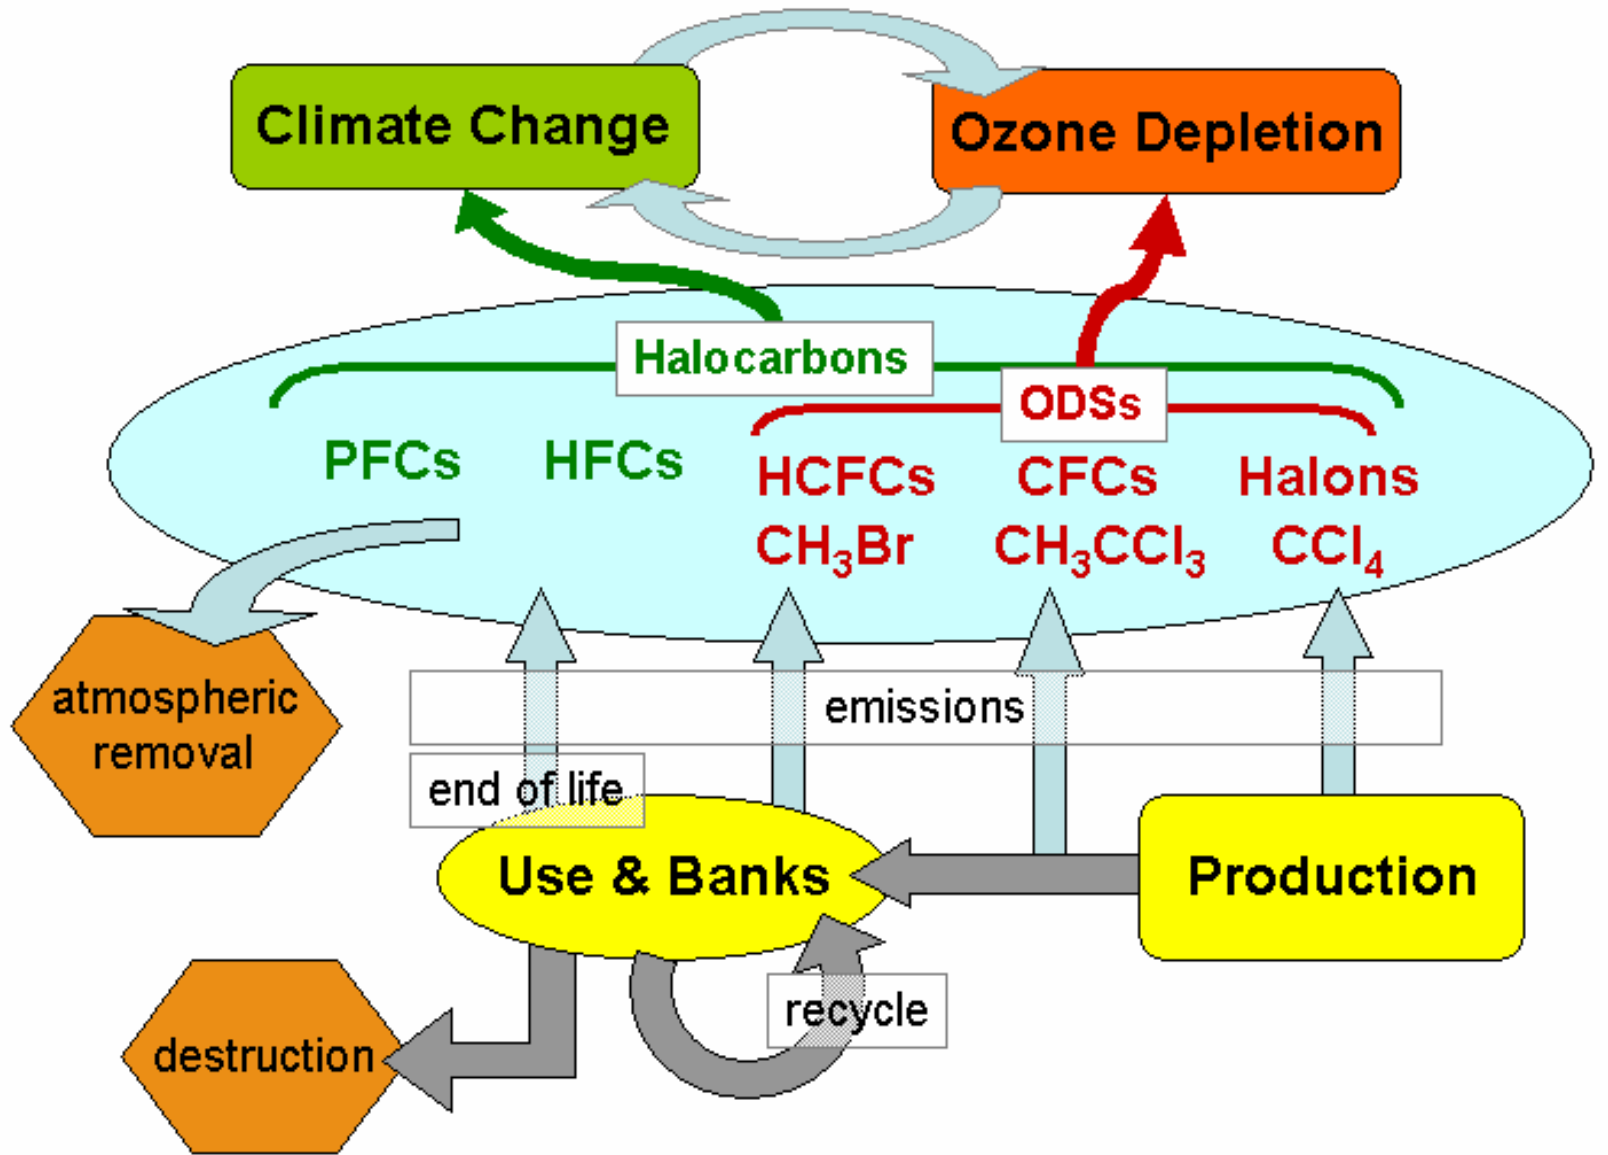 Climate Change
Ozone Depletion
Halocarbons
ODSs
PFCs HFCs
HCFCs CFCs Halons
CH₃Br CH₃CCl₃ CCl₄
atmospheric
removal
emissions
end of life
Use & Banks
Production
recycle
destruction